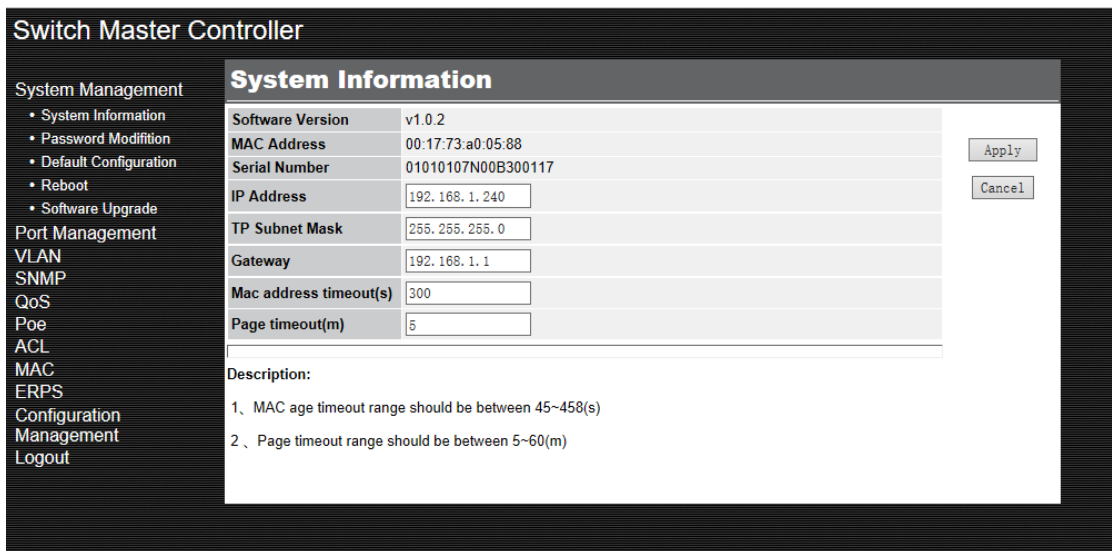 Switch Master Controller
System Management
• System Information
• Password Modifition
• Default Configuration
• Reboot
• Software Upgrade
Port Management
VLAN
SNMP
QoS
Poe
ACL
MAC
ERPS
Configuration
Management
Logout
System Information
Software Version v1.0.2
MAC Address 00:17:73:a0:05:88
Serial Number 01010107N00B300117
IP Address 192.168.1.240
TP Subnet Mask 255.255.255.0
Gateway 192.168.1.1
Mac address timeout(s) 300
Page timeout(m) 5
Apply
Cancel
Description:
1、MAC age timeout range should be between 45~458(s)
2 、Page timeout range should be between 5~60(m)